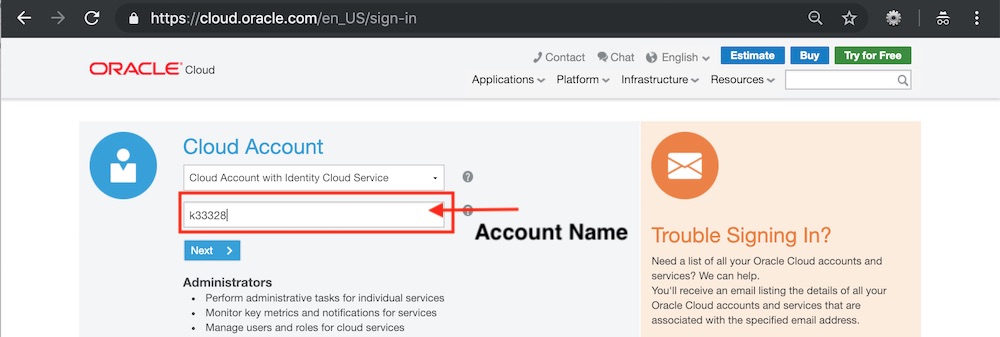 https://cloud.oracle.com/en_US/sign-in
Contact Chat English Estimate Buy Try for Free
ORACLE Cloud
Applications Platform Infrastructure Resources
Cloud Account
Cloud Account with Identity Cloud Service ?
k33328
Account Name
Next >
Administrators
• Perform administrative tasks for individual services
• Monitor key metrics and notifications for services
• Manage users and roles for cloud services
Trouble Signing In?
Need a list of all your Oracle Cloud accounts and
services? We can help.
You'll receive an email listing the details of all your
Oracle Cloud accounts and services that are
associated with the specified email address.